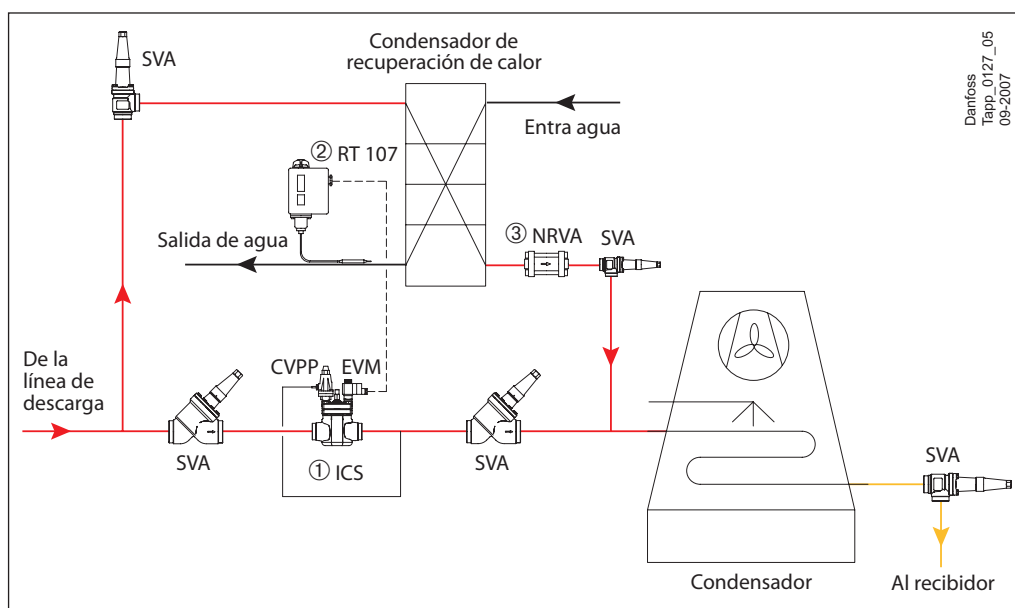 SVA
Condensador de
recuperación de calor
Danfoss
Tapp_0127_05
09-2007
Entra agua
② RT 107
Salida de agua
③ NRVA
SVA
De la
línea de
descarga
CVPP
EVM
SVA
① ICS
SVA
SVA
Condensador
Al recibidor